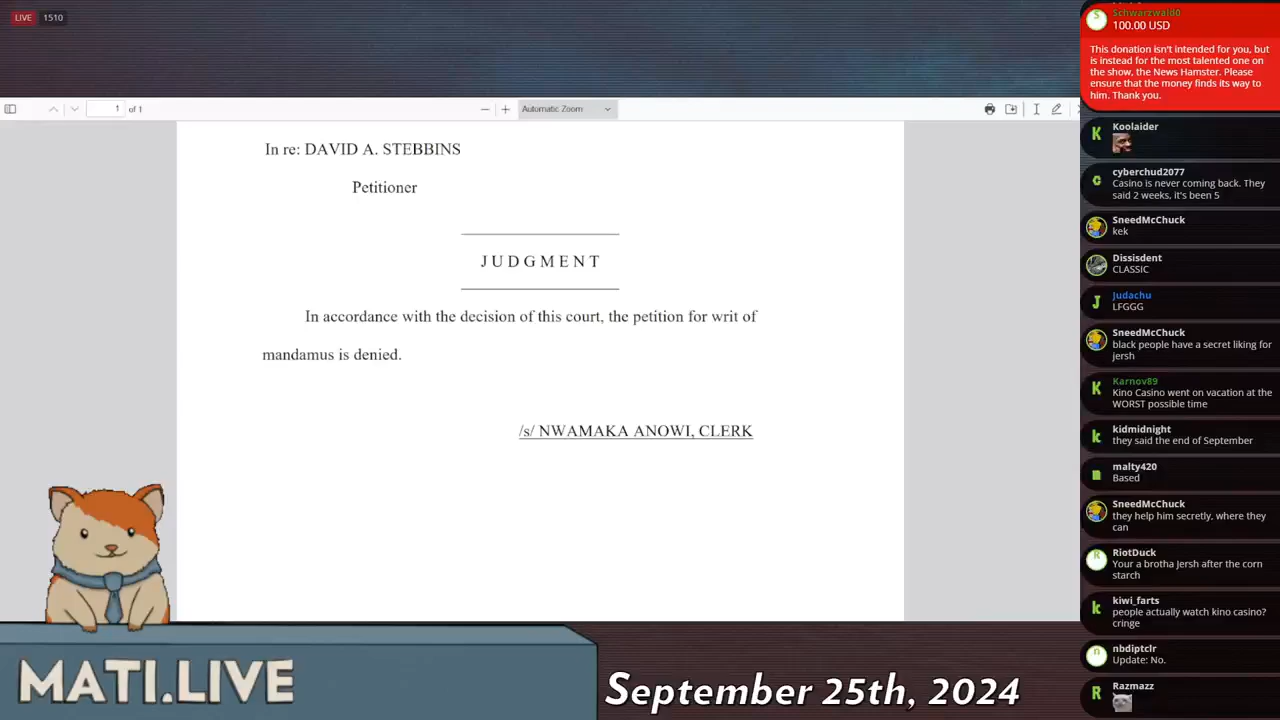 LIVE 1510
1 of 1
Automatic Zoom
In re: DAVID A. STEBBINS
Petitioner
JUDGMENT
In accordance with the decision of this court, the petition for writ of
mandamus is denied.
/s/ NWAMAKA ANOWI, CLERK
MATI.LIVE
September 25th, 2024
S
Schwarzwald0
100.00 USD
This donation isn't intended for you, but
is instead for the most talented one on
the show, the News Hamster. Please
ensure that the money finds its way to
him. Thank you.
K
Koolaider
c
cyberchud2077
Casino is never coming back. They
said 2 weeks, it's been 5
SneedMcChuck
kek
Dissisdent
CLASSIC
J
Judachu
LFGGG
SneedMcChuck
black people have a secret liking for
jersh
K
Karnov89
Kino Casino went on vacation at the
WORST possible time
k
kidmidnight
they said the end of September
m
malty420
Based
SneedMcChuck
they help him secretly, where they
can
R
RiotDuck
Your a brotha Jersh after the corn
starch
k
kiwi_farts
people actually watch kino casino?
cringe
n
nbdiptclr
Update: No.
R
Razmazz